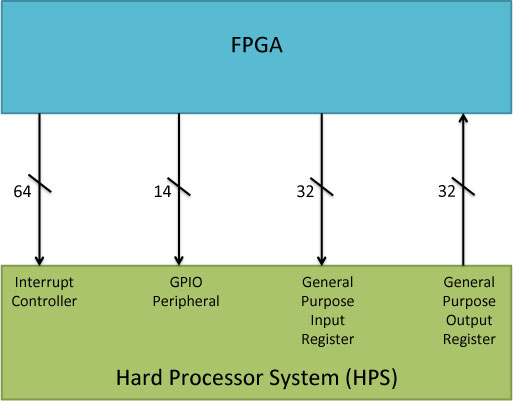 FPGA
64
14
32
32
Interrupt
Controller
GPIO
Peripheral
General
Purpose
Input
Register
General
Purpose
Output
Register
Hard Processor System (HPS)